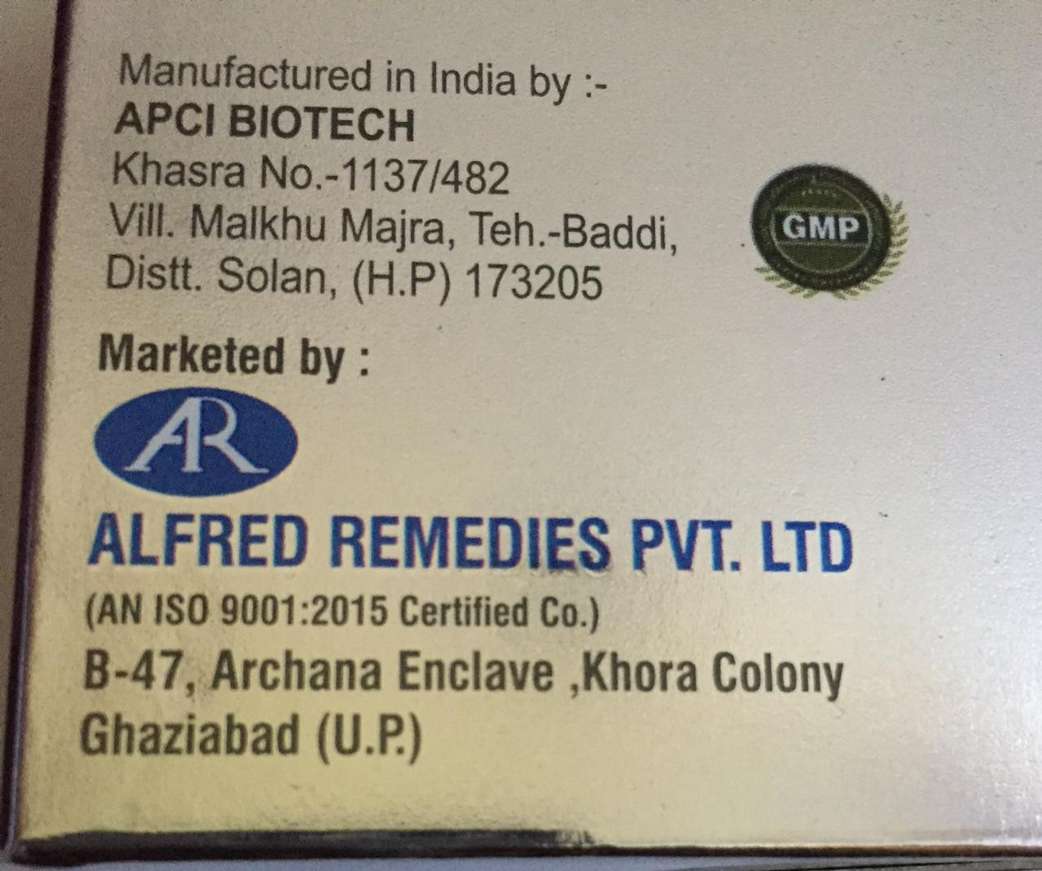 Manufactured in India by :-
APCI BIOTECH
Khasra No.-1137/482
Vill. Malkhu Majra, Teh.-Baddi,
Distt. Solan, (H.P) 173205
GMP
Marketed by :
AR
ALFRED REMEDIES PVT. LTD
(AN ISO 9001:2015 Certified Co.)
B-47, Archana Enclave ,Khora Colony
Ghaziabad (U.P.)